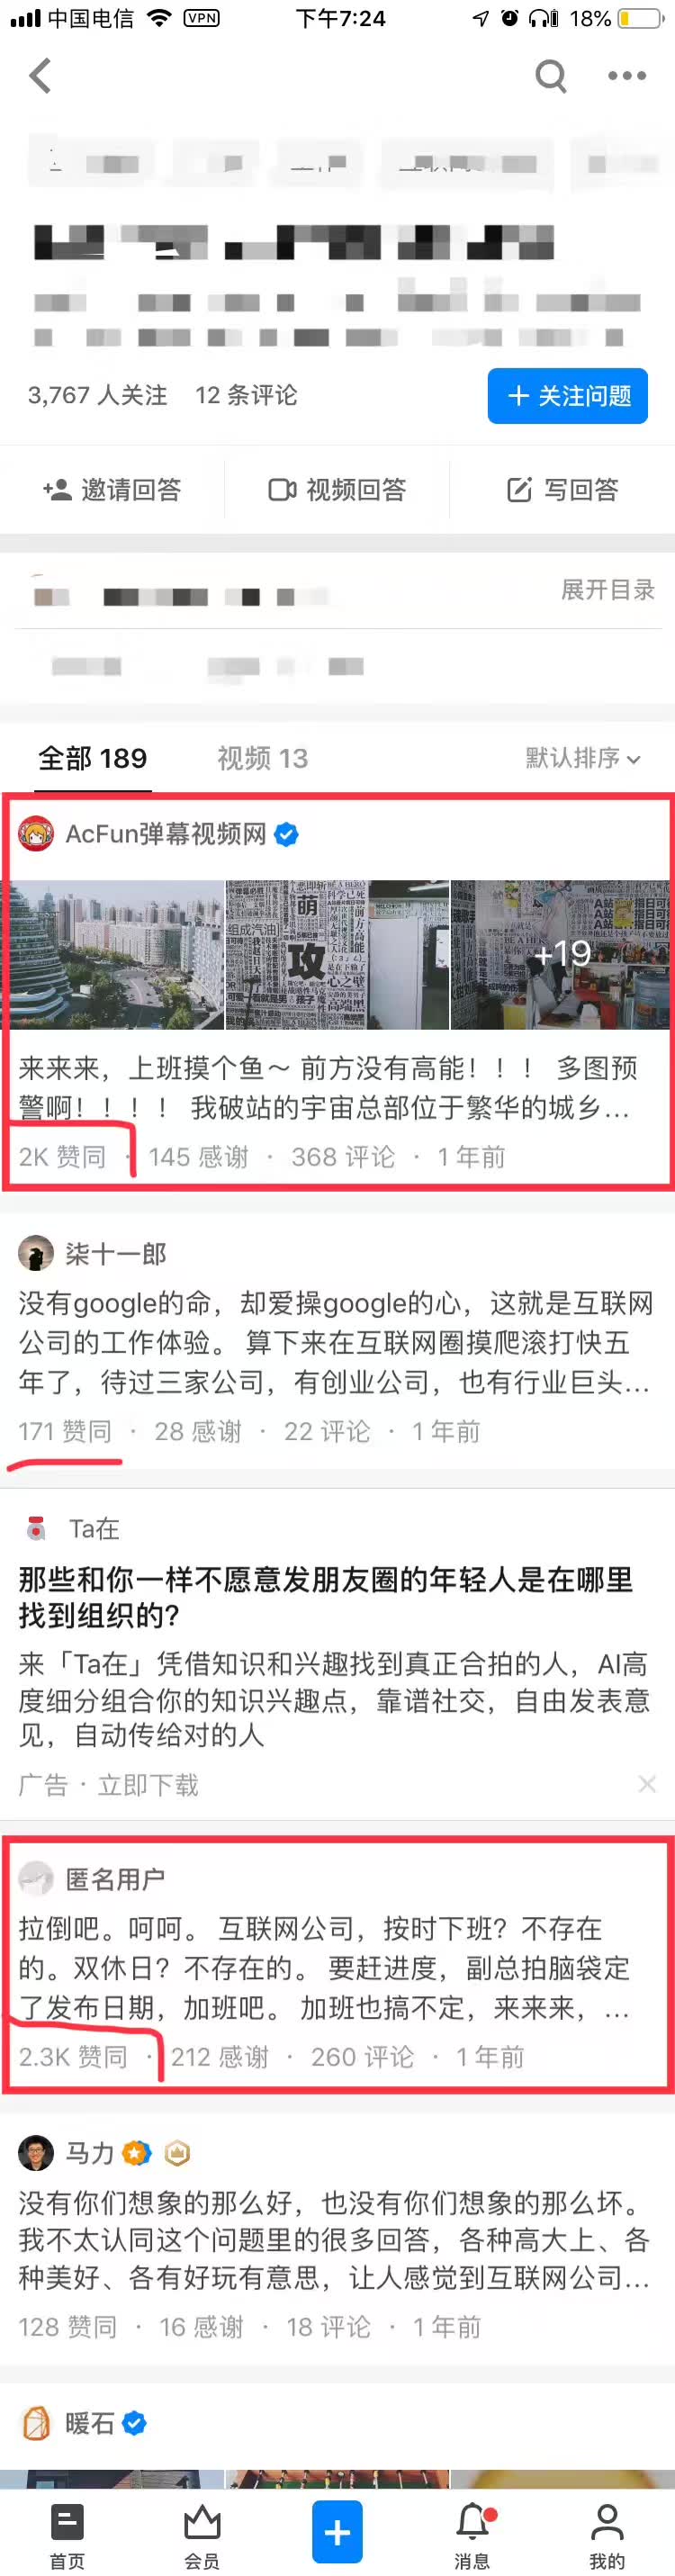 中国电信 VPN 下午7:24 18%
3,767 人关注 12 条评论
+ 关注问题
邀请回答 视频回答 写回答
展开目录
全部 189 视频 13 默认排序
AcFun弹幕视频网
组成汽油
萌
攻
+19
来来来，上班摸个鱼～ 前方没有高能！！！ 多图预
警啊！！！！ 我破站的宇宙总部位于繁华的城乡...
2K 赞同 · 145 感谢 · 368 评论 · 1 年前
柒十一郎
没有google的命，却爱操google的心，这就是互联网
公司的工作体验。 算下来在互联网圈摸爬滚打快五
年了，待过三家公司，有创业公司，也有行业巨头...
171 赞同 · 28 感谢 · 22 评论 · 1 年前
Ta在
那些和你一样不愿意发朋友圈的年轻人是在哪里
找到组织的?
来「Ta在」凭借知识和兴趣找到真正合拍的人，AI高
度细分组合你的知识兴趣点，靠谱社交，自由发表意
见，自动传给对的人
广告 · 立即下载
匿名用户
拉倒吧。呵呵。 互联网公司，按时下班？不存在
的。双休日？不存在的。 要赶进度，副总拍脑袋定
了发布日期，加班吧。 加班也搞不定，来来来，...
2.3K 赞同 · 212 感谢 · 260 评论 · 1 年前
马力
没有你们想象的那么好，也没有你们想象的那么坏。
我不太认同这个问题里的很多回答，各种高大上、各
种美好、各有好玩有意思，让人感觉到互联网公司...
128 赞同 · 16 感谢 · 18 评论 · 1 年前
暖石
首页 会员 消息 我的